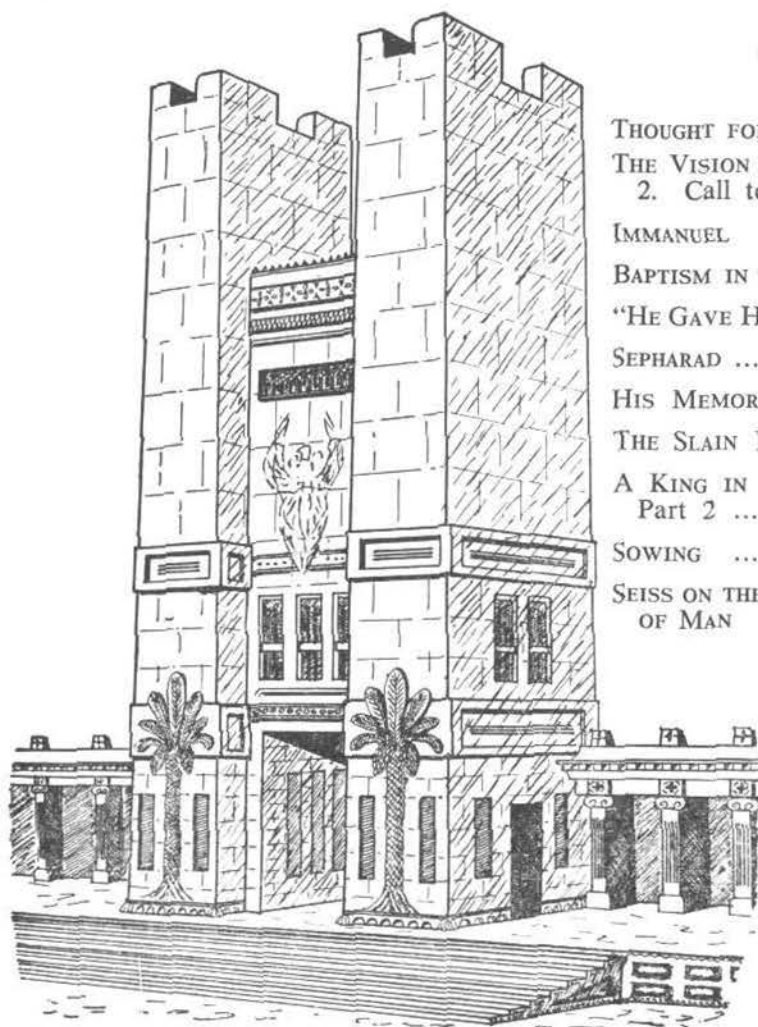 THOUGHT FO
THE VISION
2. Call t
IMMANUEL
BAPTISM IN
"HE GAVE H
SEPHARAD ...
HIS MEMOR
THE SLAIN
A KING IN
Part 2 ...
SOWING ...
SEISS ON THE
OF MAN